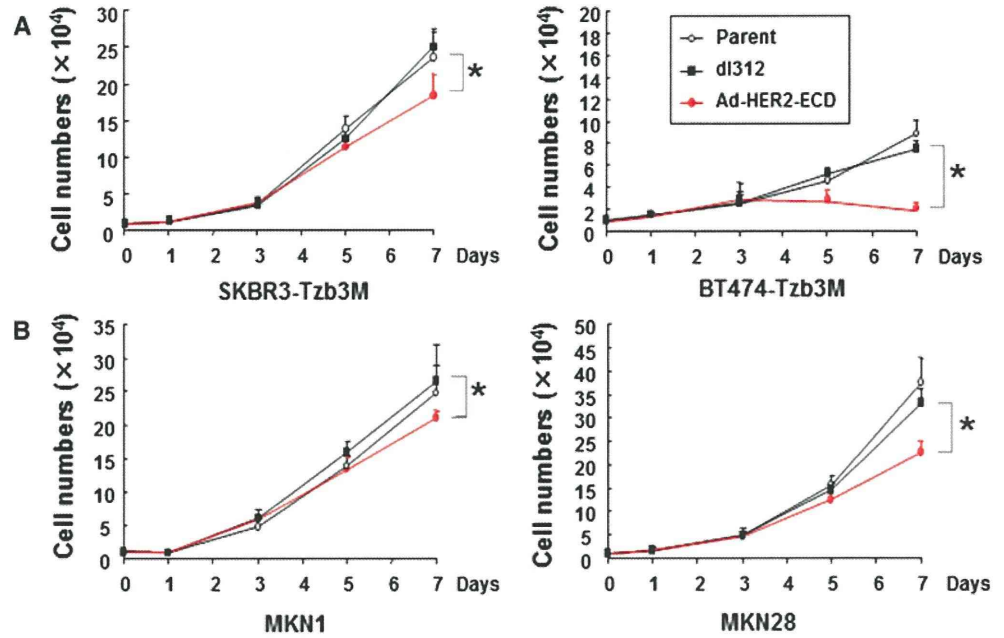 A
Cell numbers (×10⁴)
30
25
20
15
10
5
0
0 1 2 3 4 5 6 7 Days
*
SKBR3-Tzb3M
Cell numbers (×10⁴)
20
18
16
14
12
10
8
6
4
2
0
0 1 2 3 4 5 6 7 Days
Parent
dl312
Ad-HER2-ECD
*
BT474-Tzb3M
B
Cell numbers (×10⁴)
35
30
25
20
15
10
5
0
0 1 2 3 4 5 6 7 Days
*
MKN1
Cell numbers (×10⁴)
50
45
40
35
30
25
20
15
10
5
0
0 1 2 3 4 5 6 7 Days
*
MKN28